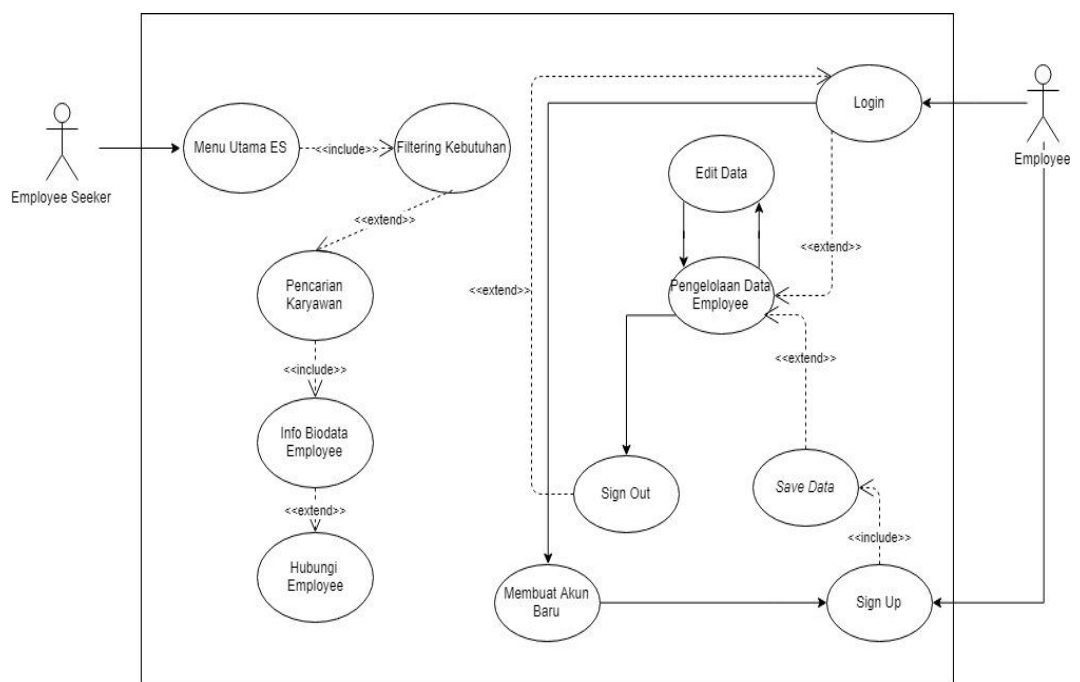 Employee Seeker
Menu Utama ES
<<include>>
Filtering Kebutuhan
<<extend>>
Pencarian
Karyawan
<<include>>
Info Biodata
Employee
<<extend>>
Hubungi
Employee
Login
Employee
Edit Data
<<extend>>
Pengelolaan Data
Employee
<<extend>>
<<extend>>
Sign Out
Save Data
<<include>>
Membuat Akun
Baru
Sign Up